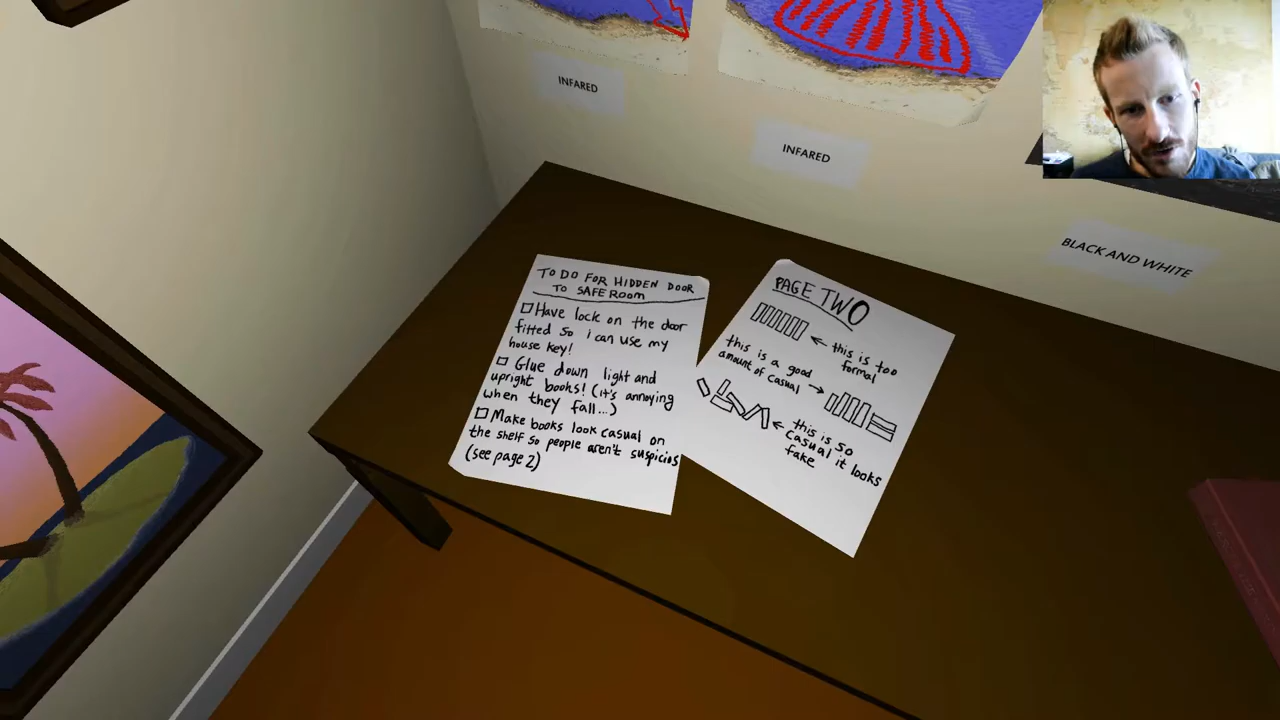 INFARED
INFARED
BLACK AND WHITE
TO DO FOR HIDDEN DOOR
TO SAFE ROOM
Have lock on the door
fitted so i can use my
house key!
Glue down light and
upright books! (it's annoying
when they fall...)
Make books look casual on
the shelf so people aren't suspicios
(see page 2)
PAGE TWO
this is too
formal
this is a good
amount of casual
this is so
casual it looks
fake